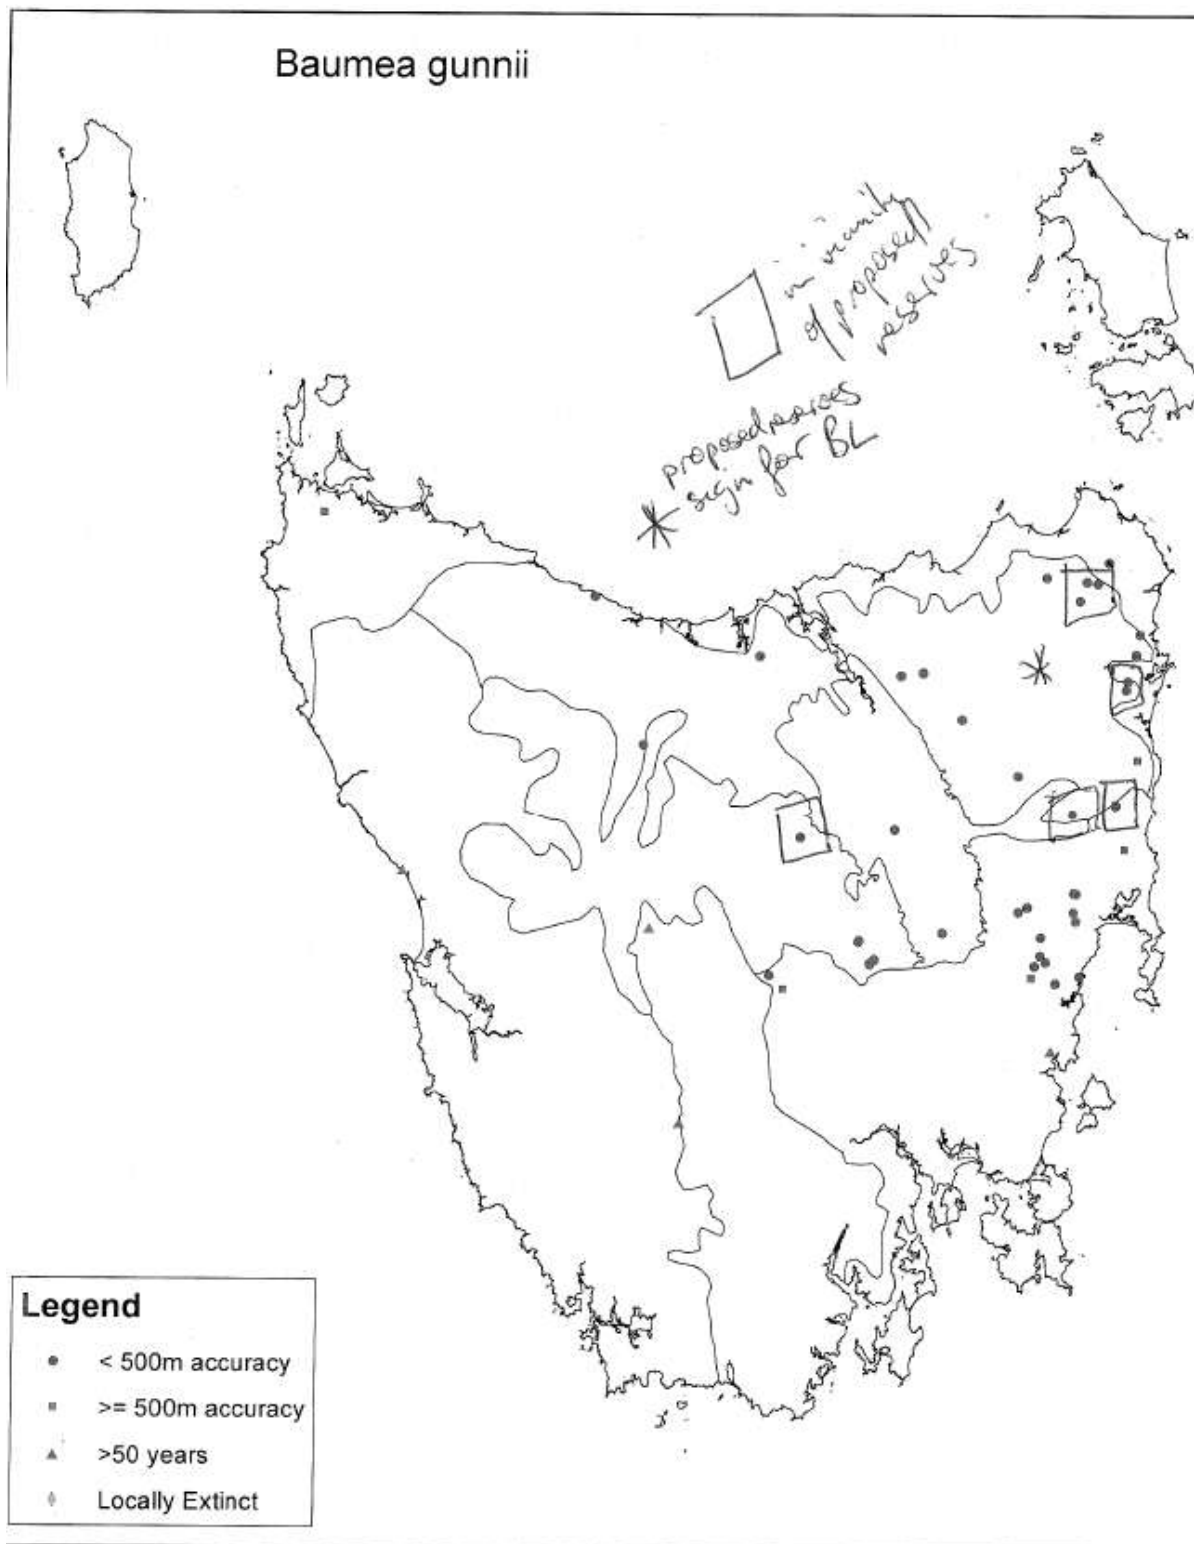 Baumea gunnii
in vicinity
of proposed
reserves
proposed reserves
sign for BL
Legend
< 500m accuracy
>= 500m accuracy
>50 years
Locally Extinct